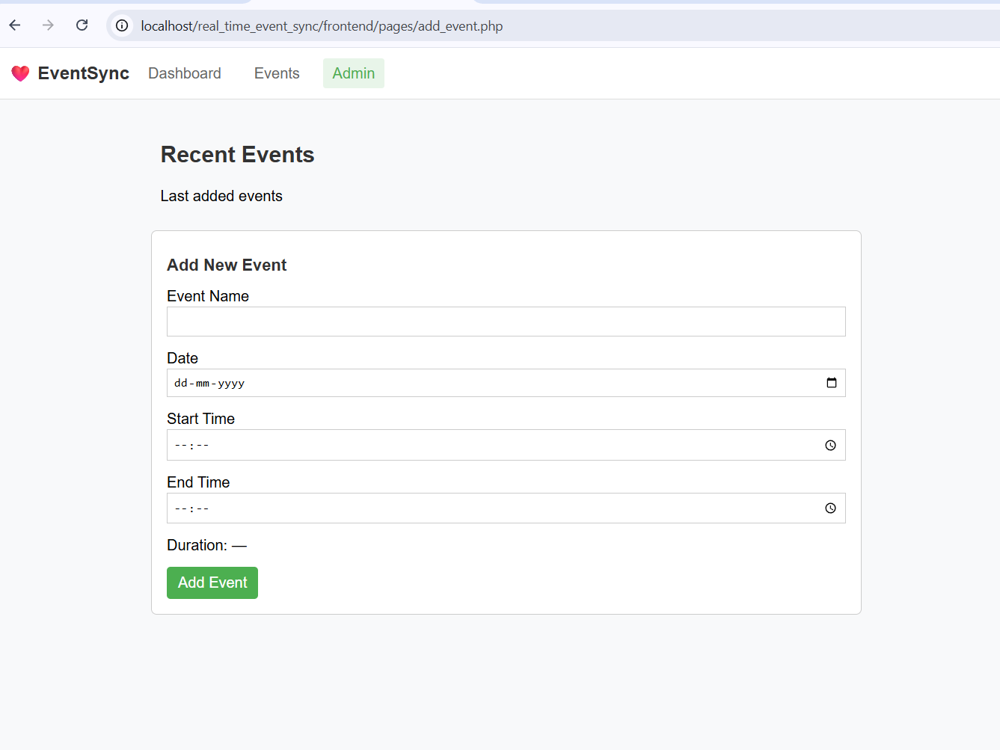 localhost/real_time_event_sync/frontend/pages/add_event.php
EventSync Dashboard Events Admin
Recent Events
Last added events
Add New Event
Event Name
Date
dd-mm-yyyy
Start Time
--:--
End Time
--:--
Duration: —
Add Event